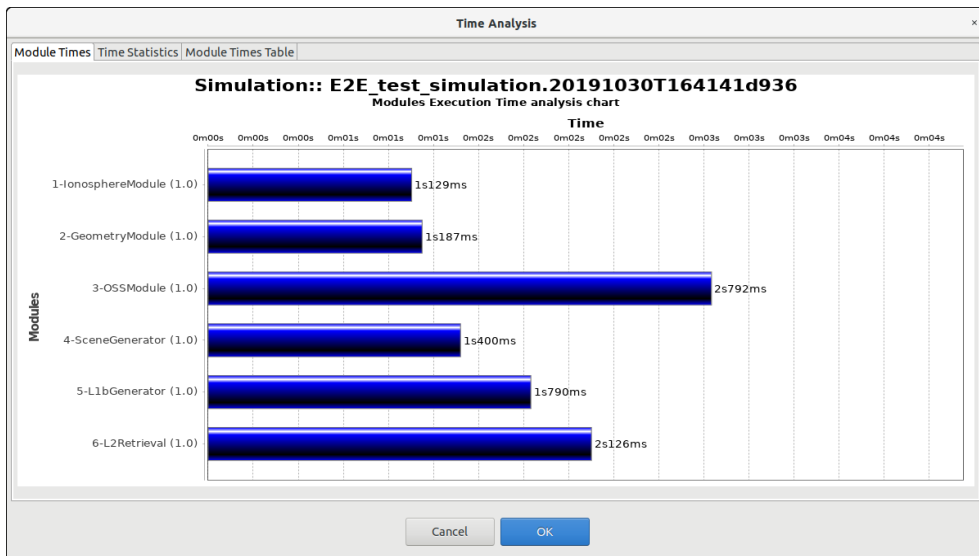 Time Analysis ×
Module Times Time Statistics Module Times Table
Simulation:: E2E_test_simulation.20191030T164141d936
Modules Execution Time analysis chart
Time
0m00s 0m00s 0m00s 0m01s 0m01s 0m01s 0m02s 0m02s 0m02s 0m02s 0m02s 0m03s 0m03s 0m03s 0m04s 0m04s 0m04s
Modules
1-IonosphereModule (1.0) 1s129ms
2-GeometryModule (1.0) 1s187ms
3-OSSModule (1.0) 2s792ms
4-SceneGenerator (1.0) 1s400ms
5-L1bGenerator (1.0) 1s790ms
6-L2Retrieval (1.0) 2s126ms
Cancel OK